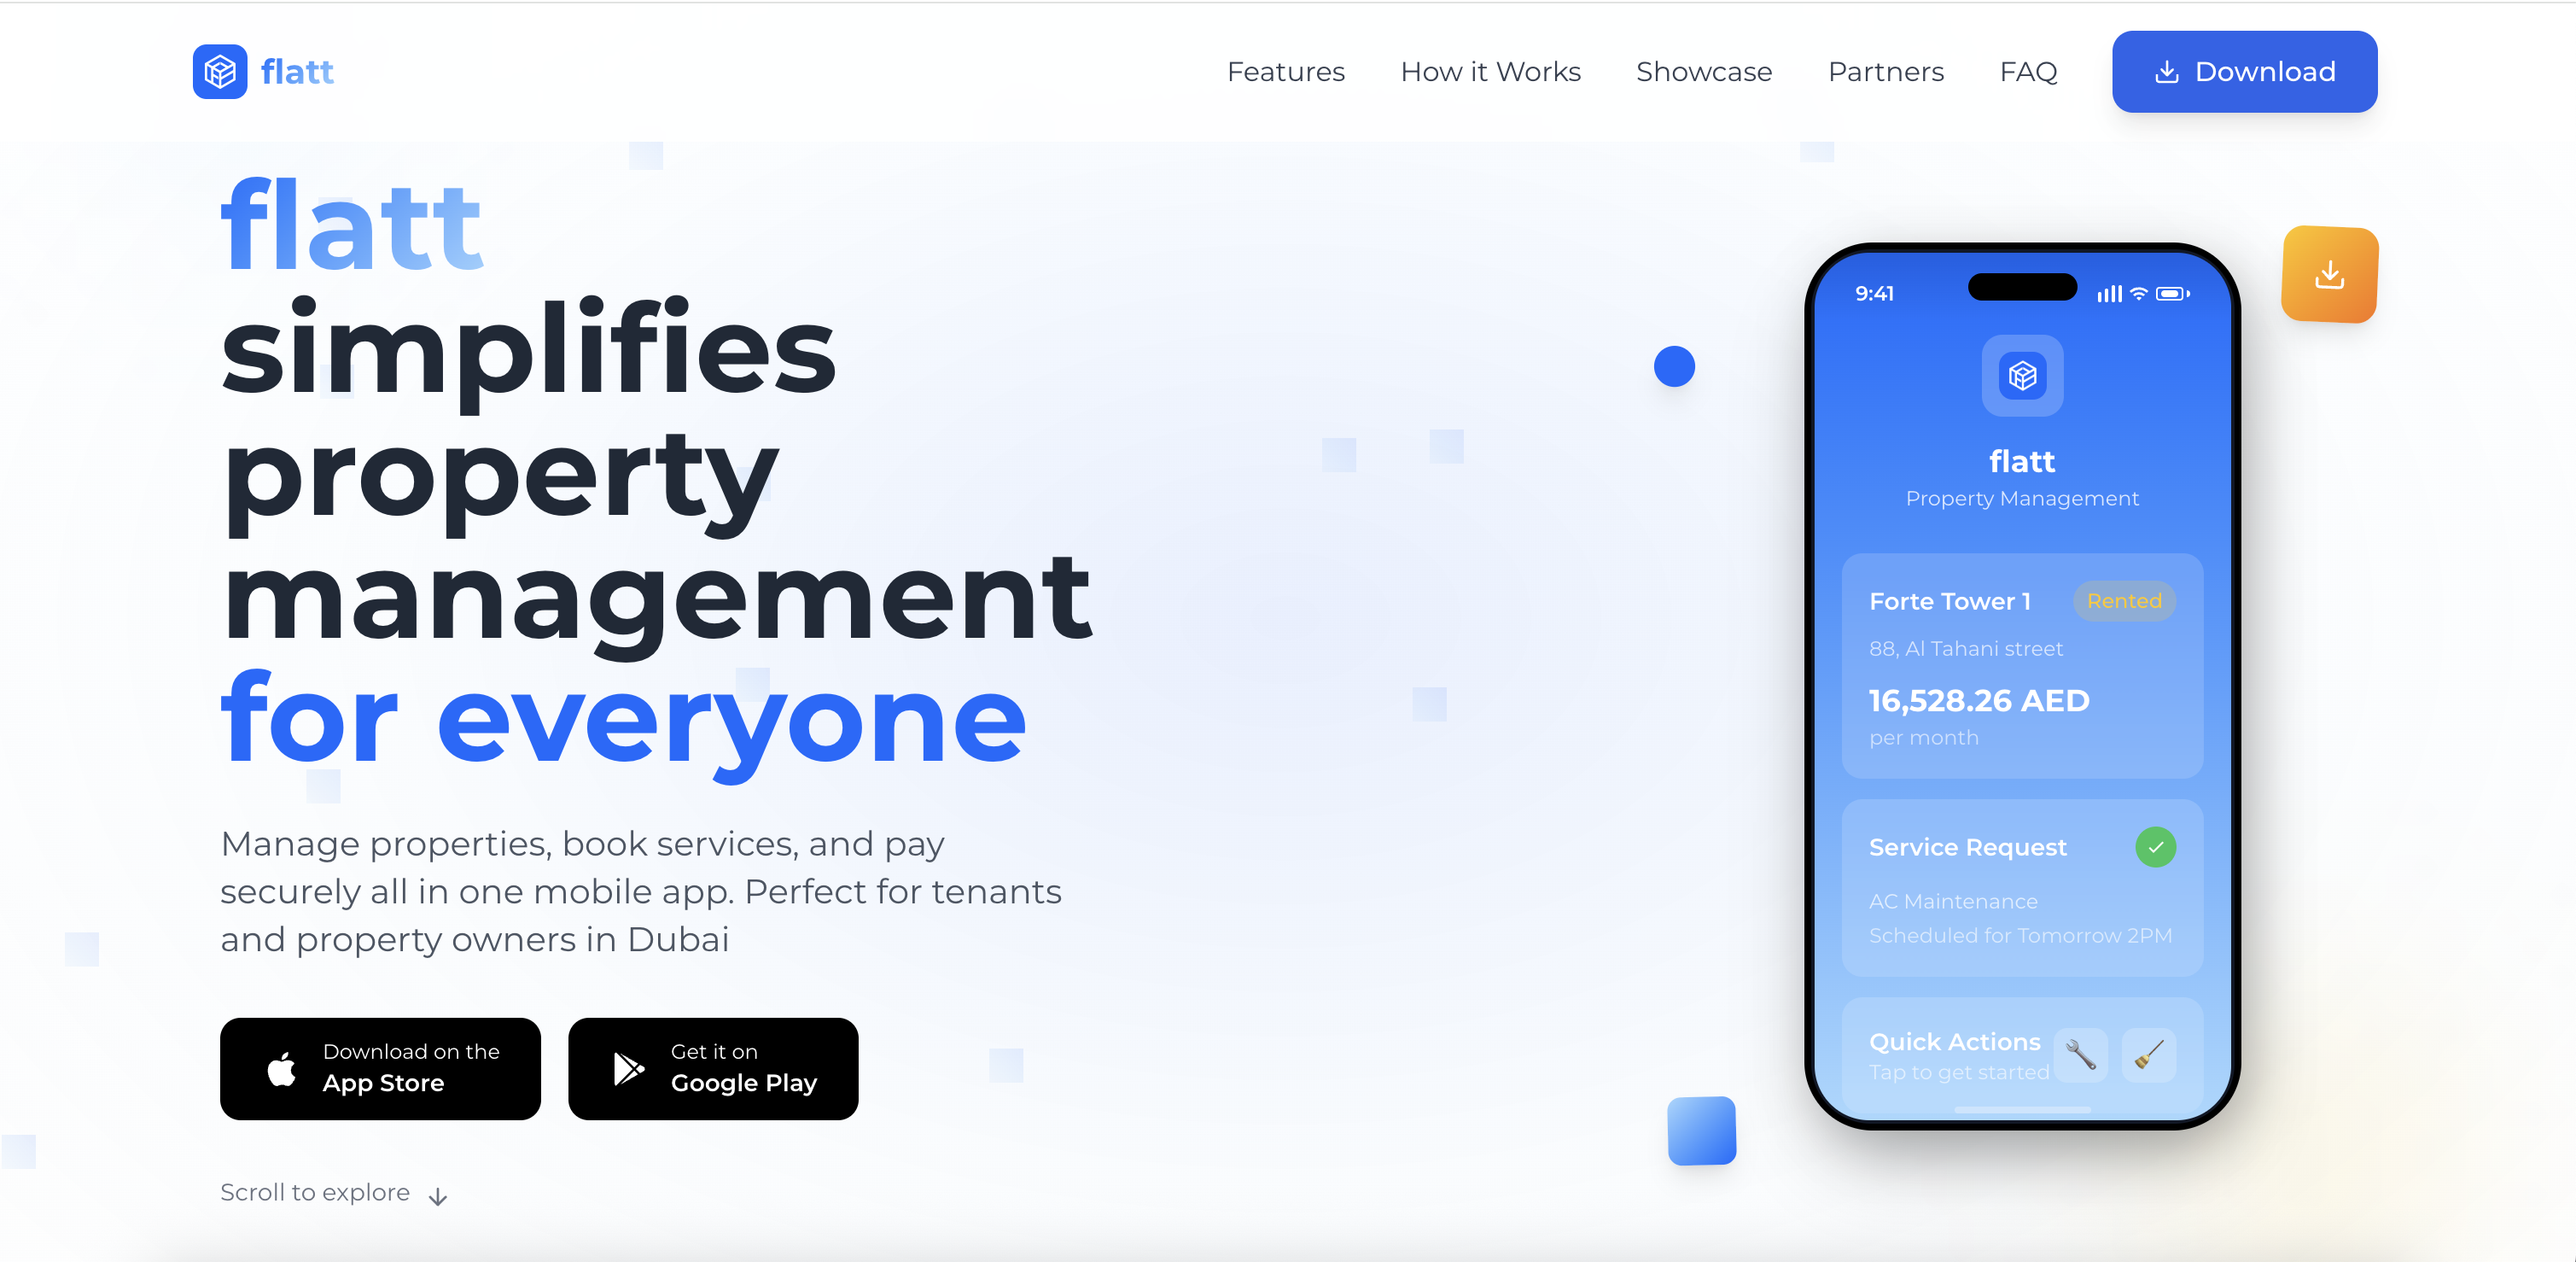 flatt
Features
How it Works
Showcase
Partners
FAQ
Download
flatt
simplifies
property
management
for everyone
Manage properties, book services, and pay
securely all in one mobile app. Perfect for tenants
and property owners in Dubai
Download on the
App Store
Get it on
Google Play
Scroll to explore
9:41
flatt
Property Management
Forte Tower 1
Rented
88, Al Tahani street
16,528.26 AED
per month
Service Request
AC Maintenance
Scheduled for Tomorrow 2PM
Quick Actions
Tap to get started